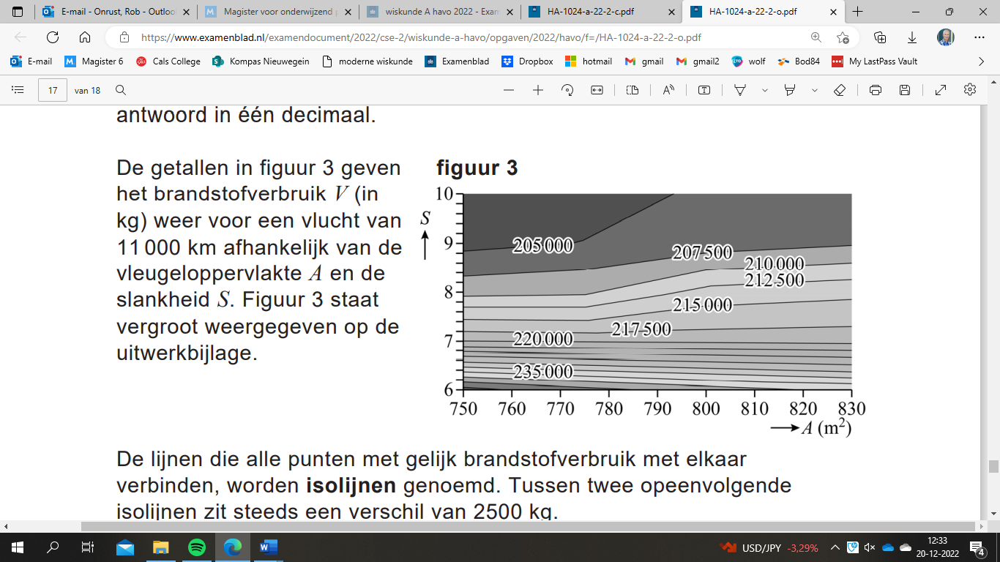 E-mail - Onrust, Rob - Outloo
Magister voor onderwijzend p
wiskunde A havo 2022 - Exam
HA-1024-a-22-2-c.pdf
HA-1024-a-22-2-o.pdf
https://www.examenblad.nl/examendocument/2022/cse-2/wiskunde-a-havo/opgaven/2022/havo/f=/HA-1024-a-22-2-o.pdf
E-mail
Magister 6
Cals College
Kompas Nieuwegein
moderne wiskunde
Examenblad
Dropbox
hotmail
gmail
gmail2
wolf
Bod84
My LastPass Vault
17 van 18
antwoord in één decimaal.
De getallen in figuur 3 geven
het brandstofverbruik V (in
kg) weer voor een vlucht van
11 000 km afhankelijk van de
vleugeloppervlakte A en de
slankheid S. Figuur 3 staat
vergroot weergegeven op de
uitwerkbijlage.
figuur 3
10
S
9
8
7
6
205 000
207 500
210 000
212 500
215 000
217 500
220 000
235 000
750 760 770 780 790 800 810 820 830
A (m²)
De lijnen die alle punten met gelijk brandstofverbruik met elkaar
verbinden, worden isolijnen genoemd. Tussen twee opeenvolgende
isolijnen zit steeds een verschil van 2500 kg.
USD/JPY -3,29%
12:33
20-12-2022
4